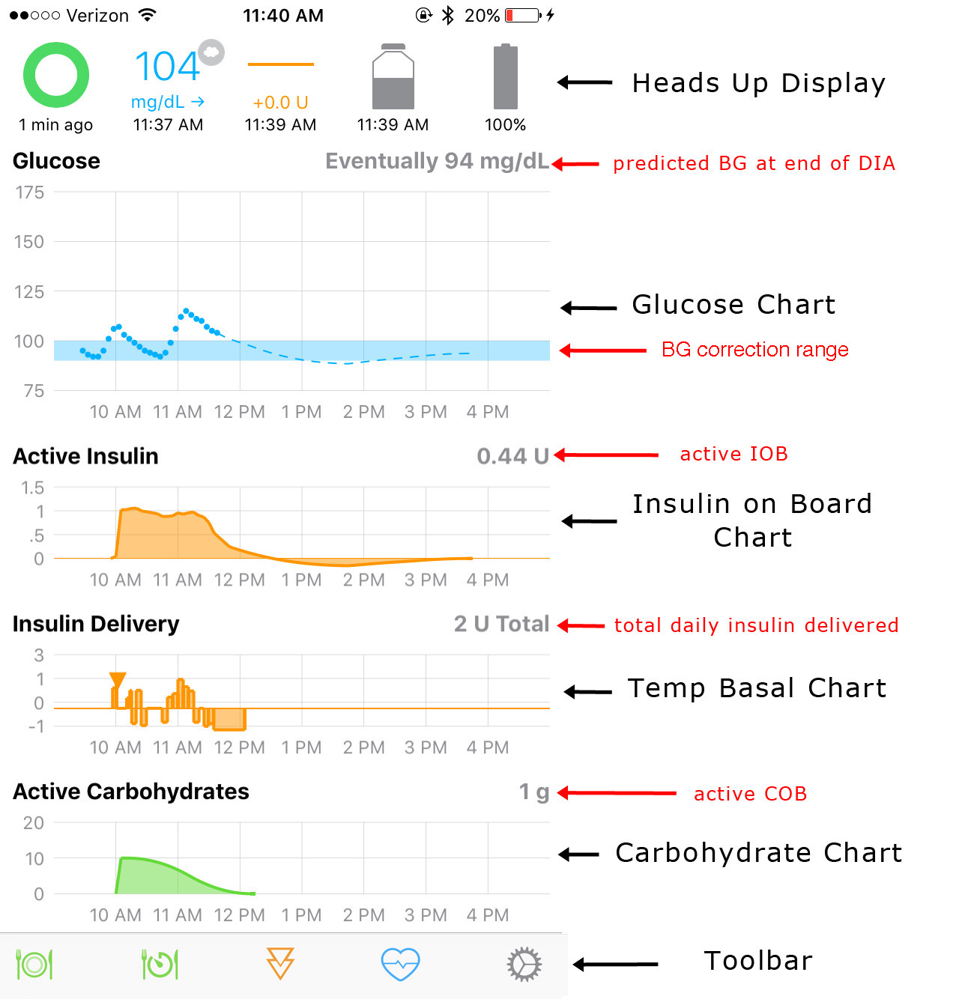 Verizon 11:40 AM 20%
104
mg/dL → +0.0 U
1 min ago 11:37 AM 11:39 AM 11:39 AM 100%
Heads Up Display
Glucose Eventually 94 mg/dL
predicted BG at end of DIA
175
150
125
100
75
10 AM 11 AM 12 PM 1 PM 2 PM 3 PM 4 PM
Glucose Chart
BG correction range
Active Insulin 0.44 U
active IOB
1.5
1
.5
0
10 AM 11 AM 12 PM 1 PM 2 PM 3 PM 4 PM
Insulin on Board
Chart
Insulin Delivery 2 U Total
total daily insulin delivered
3
1
0
-1
10 AM 11 AM 12 PM 1 PM 2 PM 3 PM 4 PM
Temp Basal Chart
Active Carbohydrates 1 g
active COB
20
10
0
10 AM 11 AM 12 PM 1 PM 2 PM 3 PM 4 PM
Carbohydrate Chart
Toolbar